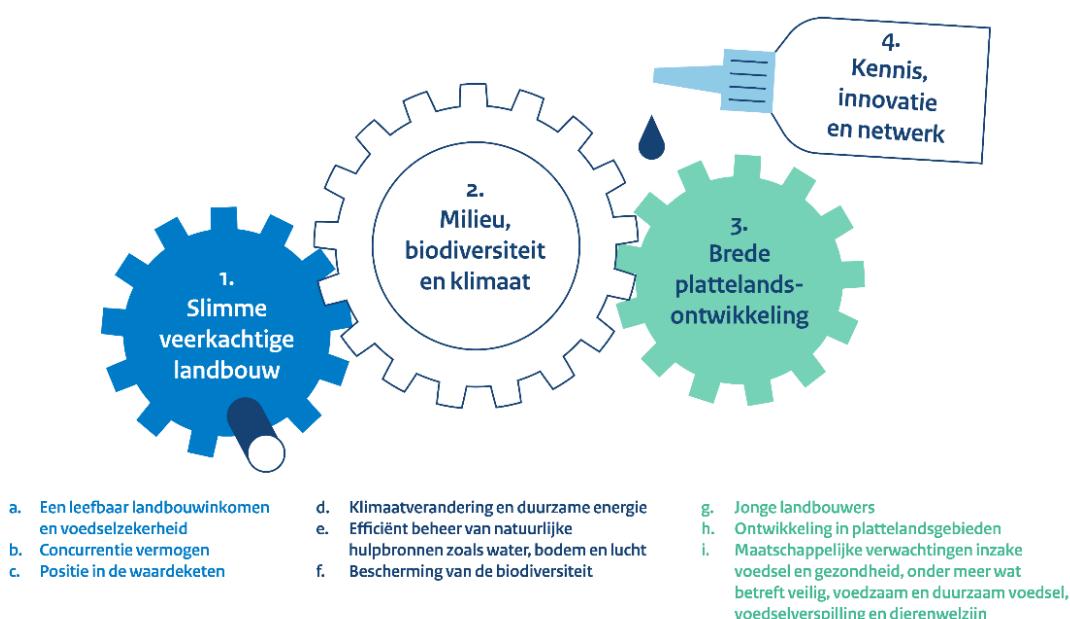 1.
Slimme
veerkachtige
landbouw
2.
Milieu,
biodiversiteit
en klimaat
3.
Brede
plattelands-
ontwikkeling
4.
Kennis,
innovatie
en netwerk
a. Een leefbaar landbouwinkomen
en voedselzekerheid
b. Concurrentie vermogen
c. Positie in de waardeketen
d. Klimaatverandering en duurzame energie
e. Efficiënt beheer van natuurlijke
hulpbronnen zoals water, bodem en lucht
f. Bescherming van de biodiversiteit
g. Jonge landbouwers
h. Ontwikkeling in plattelandsgebieden
i. Maatschappelijke verwachtingen inzake
voedsel en gezondheid, onder meer wat
betreft veilig, voedzaam en duurzaam voedsel,
voedselverspilling en dierenwelzijn